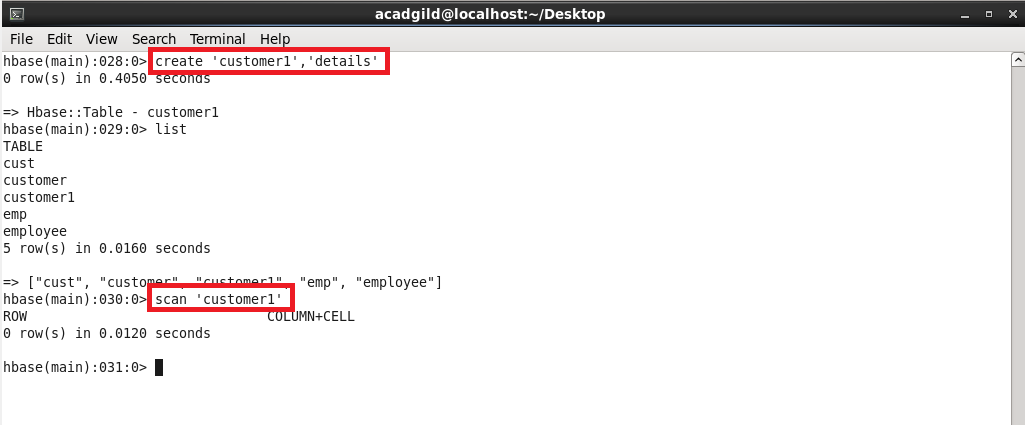 acadgild@localhost:~/Desktop
File Edit View Search Terminal Help
hbase(main):028:0> create 'customer1','details'
0 row(s) in 0.4050 seconds
=> Hbase::Table - customer1
hbase(main):029:0> list
TABLE
cust
customer
customer1
emp
employee
5 row(s) in 0.0160 seconds
=> ["cust", "customer", "customer1", "emp", "employee"]
hbase(main):030:0> scan 'customer1'
ROW COLUMN+CELL
0 row(s) in 0.0120 seconds
hbase(main):031:0>